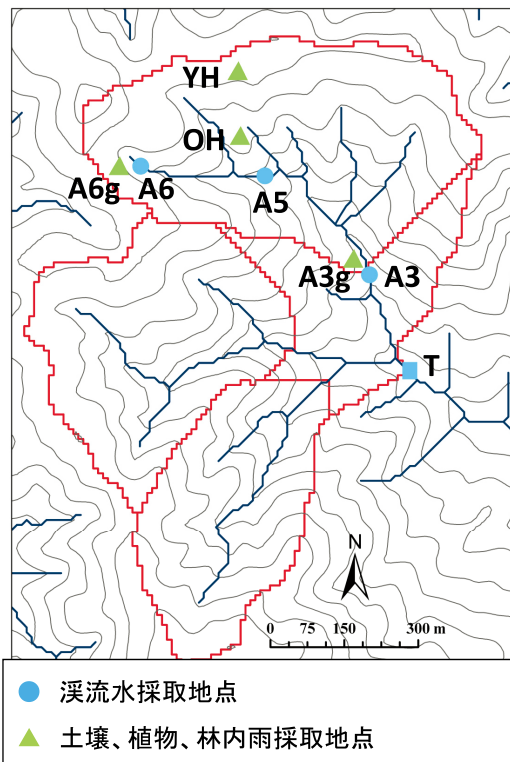 YH
OH
A6g A6
A5
A3g A3
T
N
0 75 150 300 m
渓流水採取地点
土壌、植物、林内雨採取地点